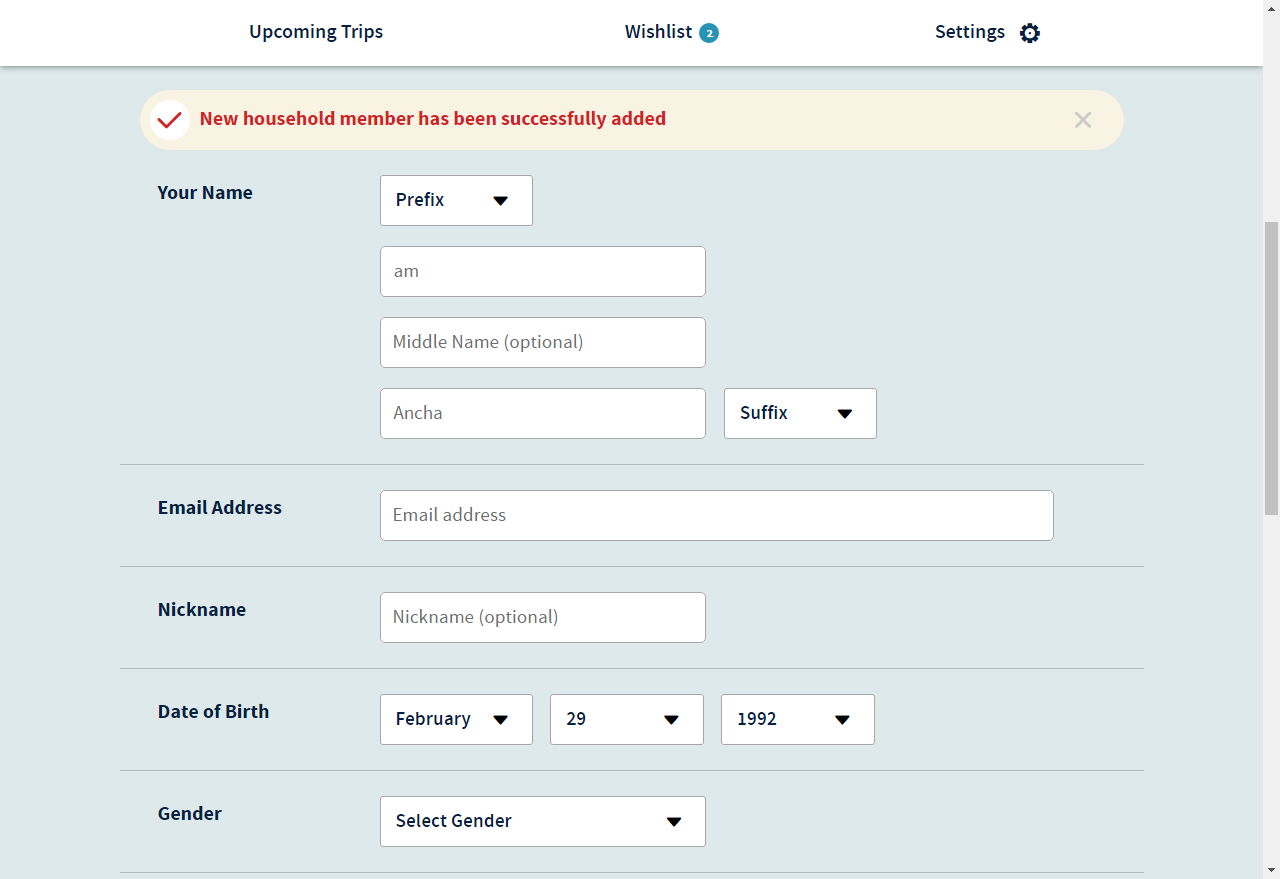 Upcoming Trips
Wishlist 2
Settings
New household member has been successfully added
Your Name
Prefix
am
Middle Name (optional)
Ancha
Suffix
Email Address
Email address
Nickname
Nickname (optional)
Date of Birth
February
29
1992
Gender
Select Gender